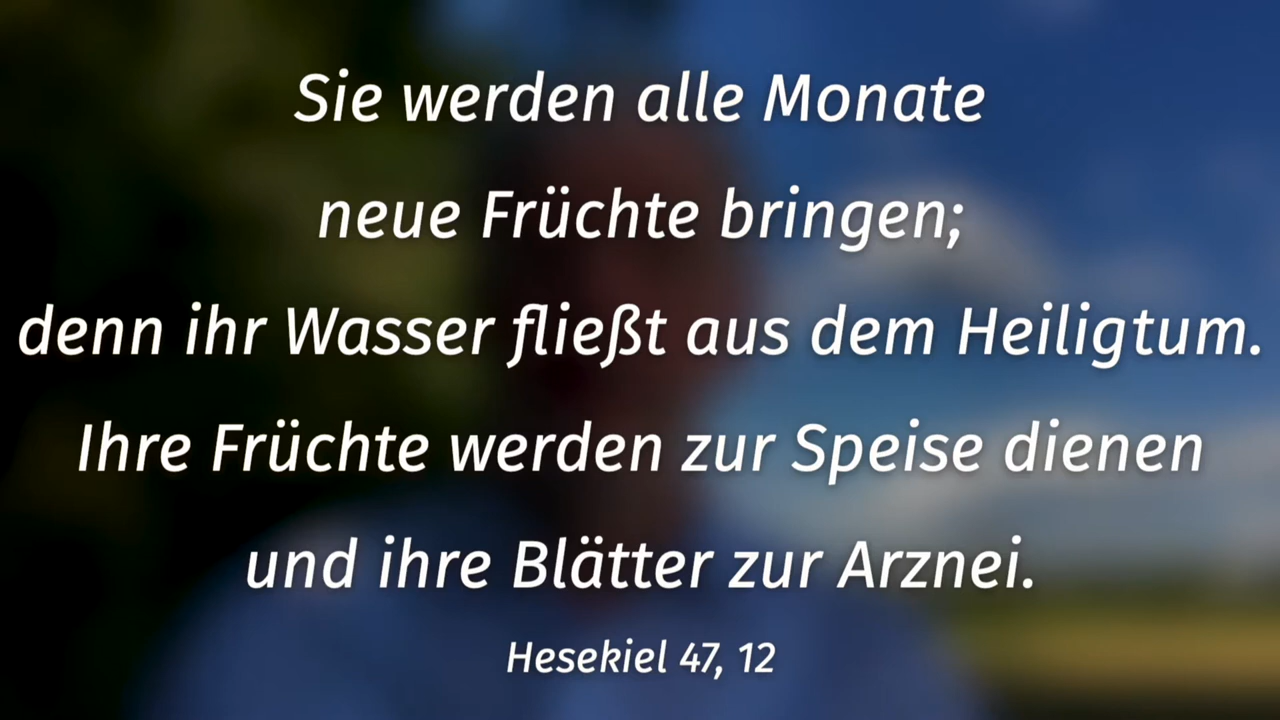 Sie werden alle Monate
neue Früchte bringen;
denn ihr Wasser fließt aus dem Heiligtum.
Ihre Früchte werden zur Speise dienen
und ihre Blätter zur Arznei.
Hesekiel 47, 12